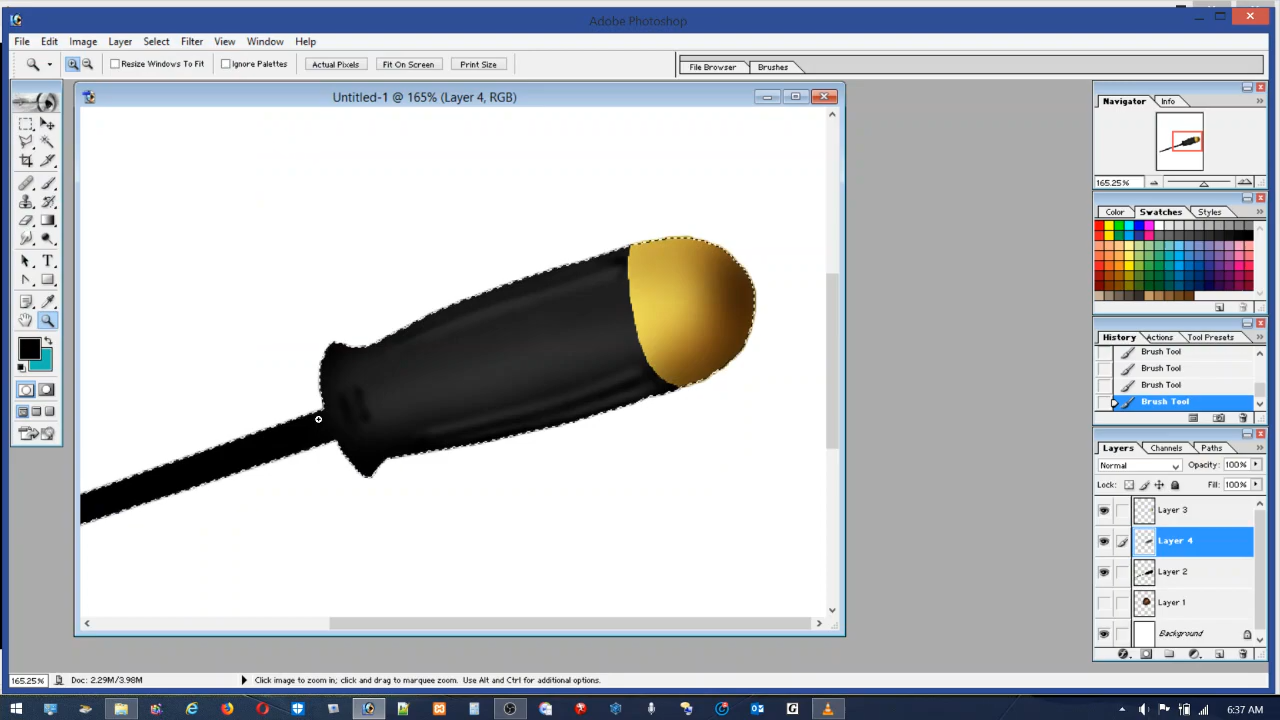 Adobe Photoshop
File Edit Image Layer Select Filter View Window Help
Resize Windows To Fit Ignore Palettes Actual Pixels Fit On Screen Print Size File Browser Brushes
Untitled-1 @ 165% (Layer 4, RGB)
Navigator Info
165.25%
Color Swatches Styles
History Actions Tool Presets
Brush Tool
Brush Tool
Brush Tool
Brush Tool
Layers Channels Paths
Normal Opacity: 100%
Lock: Fill: 100%
Layer 3
Layer 4
Layer 2
Layer 1
Background
165.25% Doc: 2.29M/3.98M Click image to zoom in; click and drag to marquee zoom. Use Alt and Ctrl for additional options.
6:37 AM